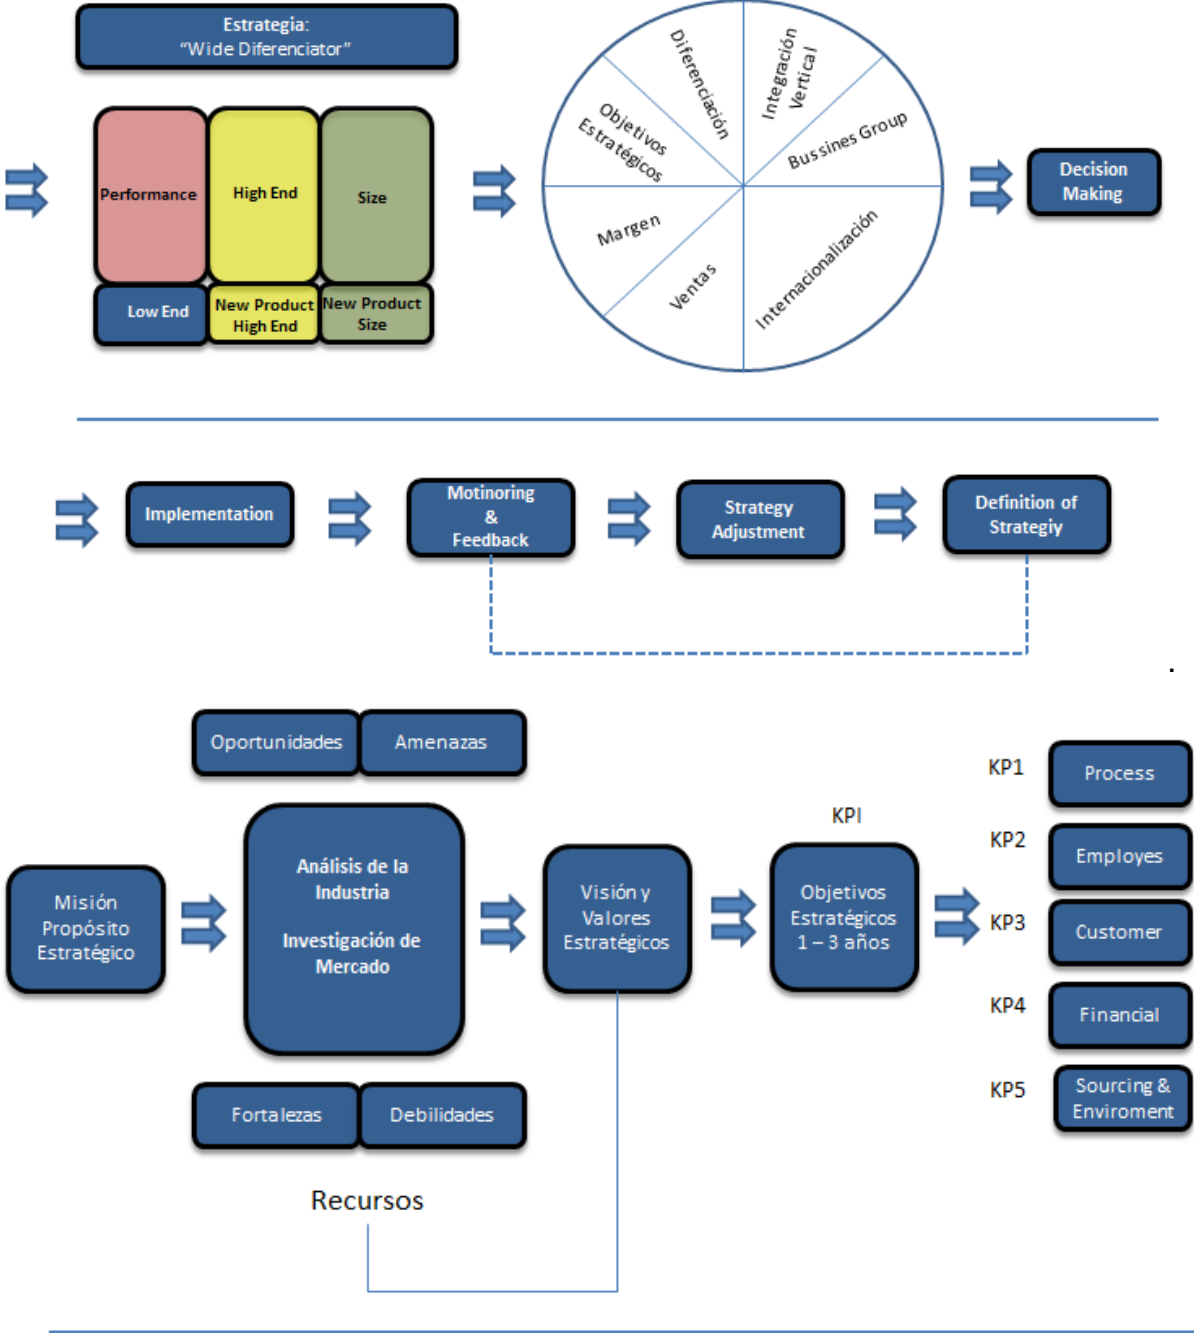 Estrategia:
“Wide Diferenciator”
Performance
High End
Size
Low End
New Product
High End
New Product
Size
Diferenciación
Integración
Vertical
Objetivos
Estratégicos
Bussines Group
Margen
Ventas
Internacionalización
Decision
Making
Implementation
Motinoring
&
Feedback
Strategy
Adjustment
Definition of
Strategiy
.
Oportunidades
Amenazas
Misión
Propósito
Estratégico
Análisis de la
Industria
Investigación de
Mercado
Fortalezas
Debilidades
Recursos
Visión y
Valores
Estratégicos
KPI
Objetivos
Estratégicos
1 – 3 años
KP1
Process
KP2
Employes
KP3
Customer
KP4
Financial
KP5
Sourcing &
Enviroment